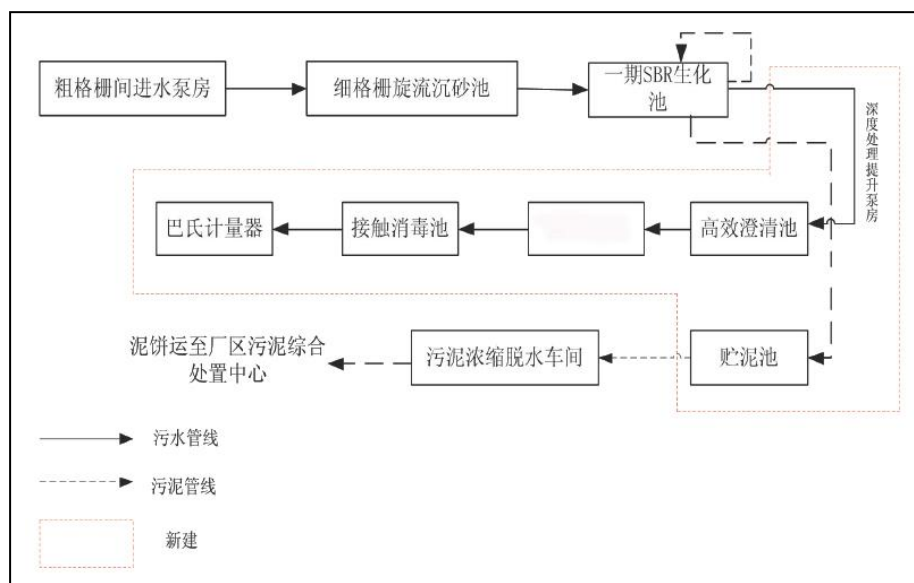 粗格栅间进水泵房
细格栅旋流沉砂池
一期SBR生化
池
深度处理提升泵房
巴氏计量器
接触消毒池
高效澄清池
泥饼运至厂区污泥综合
处置中心
污泥浓缩脱水车间
贮泥池
污水管线
污泥管线
新建